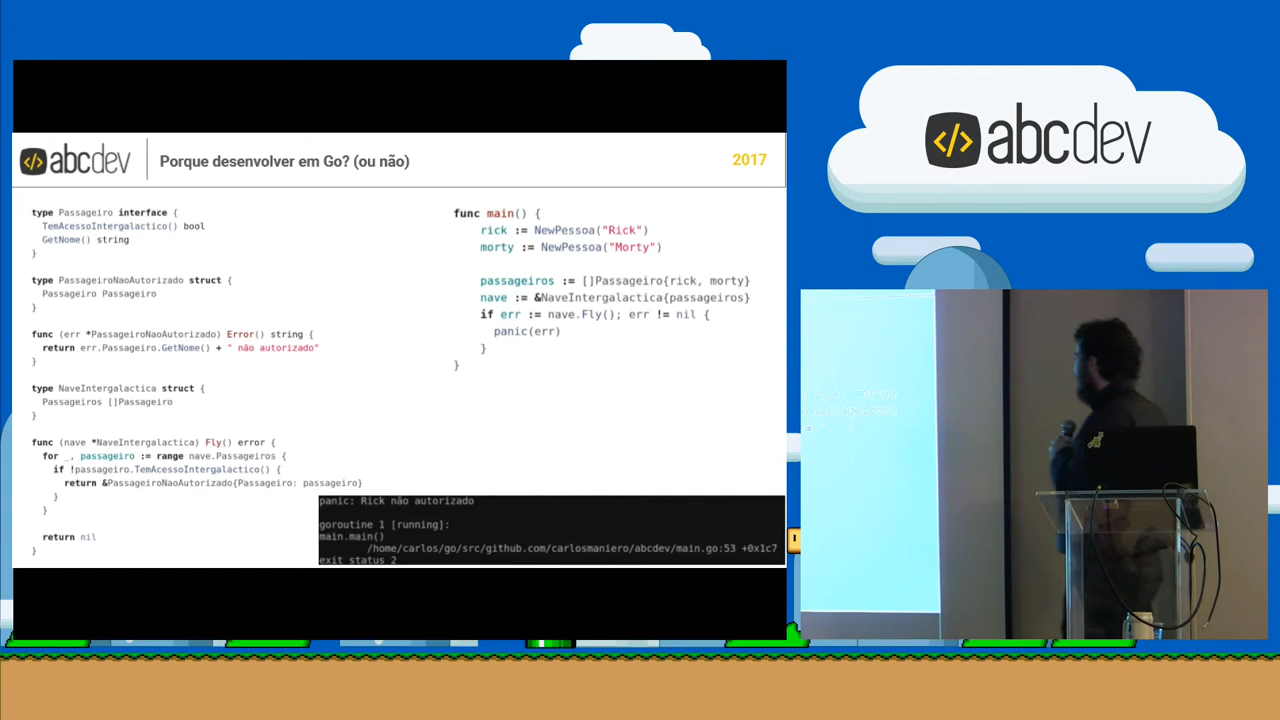 </> abcdev
Porque desenvolver em Go? (ou não)
2017
type Passageiro interface {
  TemAcessoIntergalactico() bool
  GetNome() string
}
type PassageiroNaoAutorizado struct {
  Passageiro Passageiro
}
func (err *PassageiroNaoAutorizado) Error() string {
  return err.Passageiro.GetNome() + " não autorizado"
}
type NaveIntergalactica struct {
  Passageiros []Passageiro
}
func (nave *NaveIntergalactica) Fly() error {
  for _, passageiro := range nave.Passageiros {
    if !passageiro.TemAcessoIntergalactico() {
      return &PassageiroNaoAutorizado{Passageiro: passageiro}
    }
  }
  return nil
}
func main() {
    rick := NewPessoa("Rick")
    morty := NewPessoa("Morty")
    passageiros := []Passageiro{rick, morty}
    nave := &NaveIntergalactica{passageiros}
    if err := nave.Fly(); err != nil {
      panic(err)
    }
}
panic: Rick não autorizado
goroutine 1 [running]:
main.main()
        /home/carlos/go/src/github.com/carlosmaniero/abcdev/main.go:53 +0x1c7
exit status 2
</> abcdev